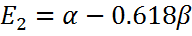 E₂ = α − 0.618β